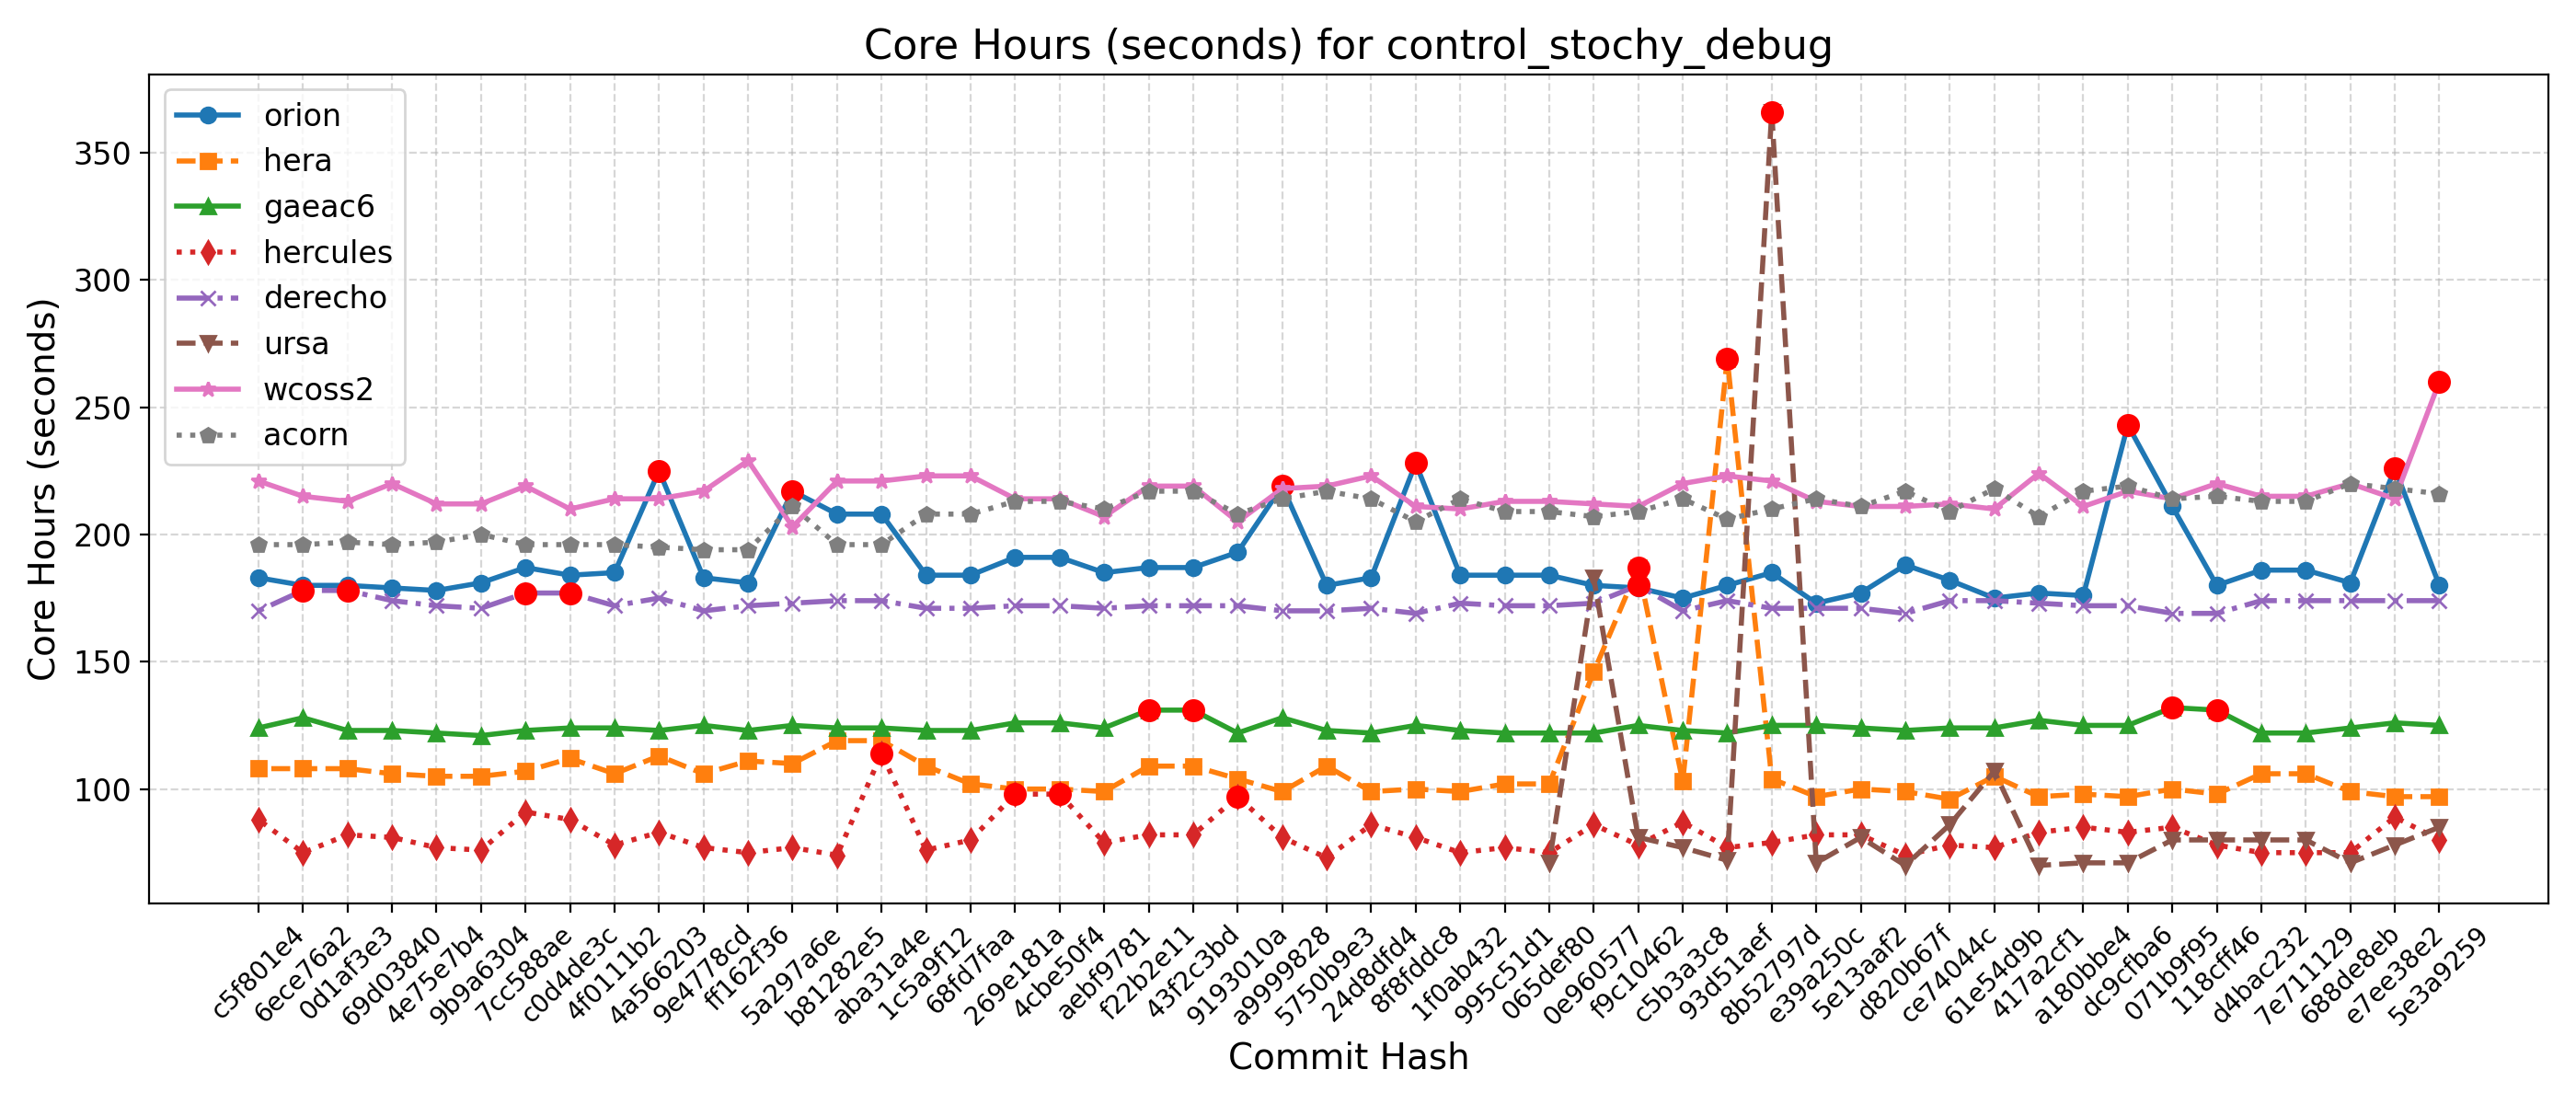 Core Hours (seconds) for control_stochy_debug
orion
hera
gaeac6
hercules
derecho
ursa
wcoss2
acorn
Core Hours (seconds)
350
300
250
200
150
100
c5f801e4
6ece76a2
0d1af3e3
69d03840
4e75e7b4
9b9a6304
7cc588ae
c0d4de3c
4f0111b2
4a566203
9e4778cd
ff162f36
5a297a6e
b81282e5
aba31a4e
1c5a9f12
68fd7faa
269e181a
4cbe50f4
aebf9781
f22b2e11
43f2c3bd
9193010a
a9999828
5750b9e3
24d8dfd4
8f8fddc8
1f0ab432
995c51d1
065def80
0e960577
f9c10462
c5b3a3c8
93d51aef
8b52797d
e39a250c
5e13aaf2
d820b67f
ce74044c
61e54d9b
417a2cf1
a180bbe4
dc9cfba6
071b9f95
118cff46
d4bac232
7e711129
688de8eb
e7ee38e2
5e3a9259
Commit Hash